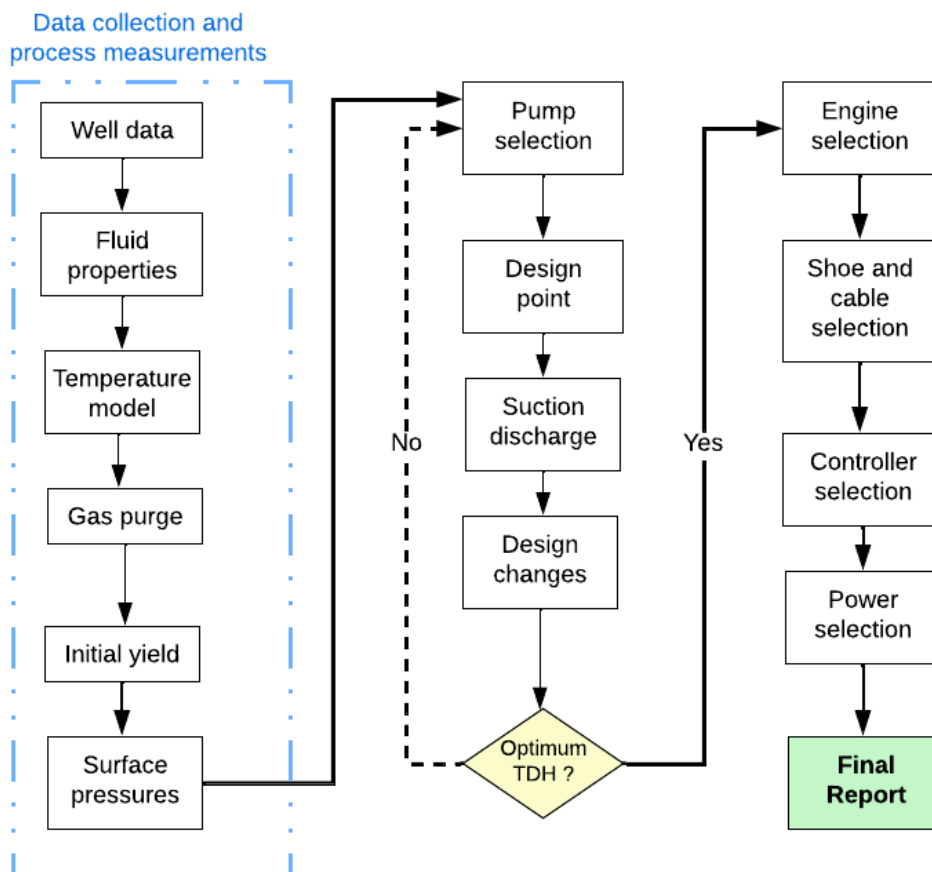 Data collection and
process measurements
Well data
Fluid
properties
Temperature
model
Gas purge
Initial yield
Surface
pressures
Pump
selection
Design
point
Suction
discharge
Design
changes
Optimum
TDH ?
No
Yes
Engine
selection
Shoe and
cable
selection
Controller
selection
Power
selection
Final
Report